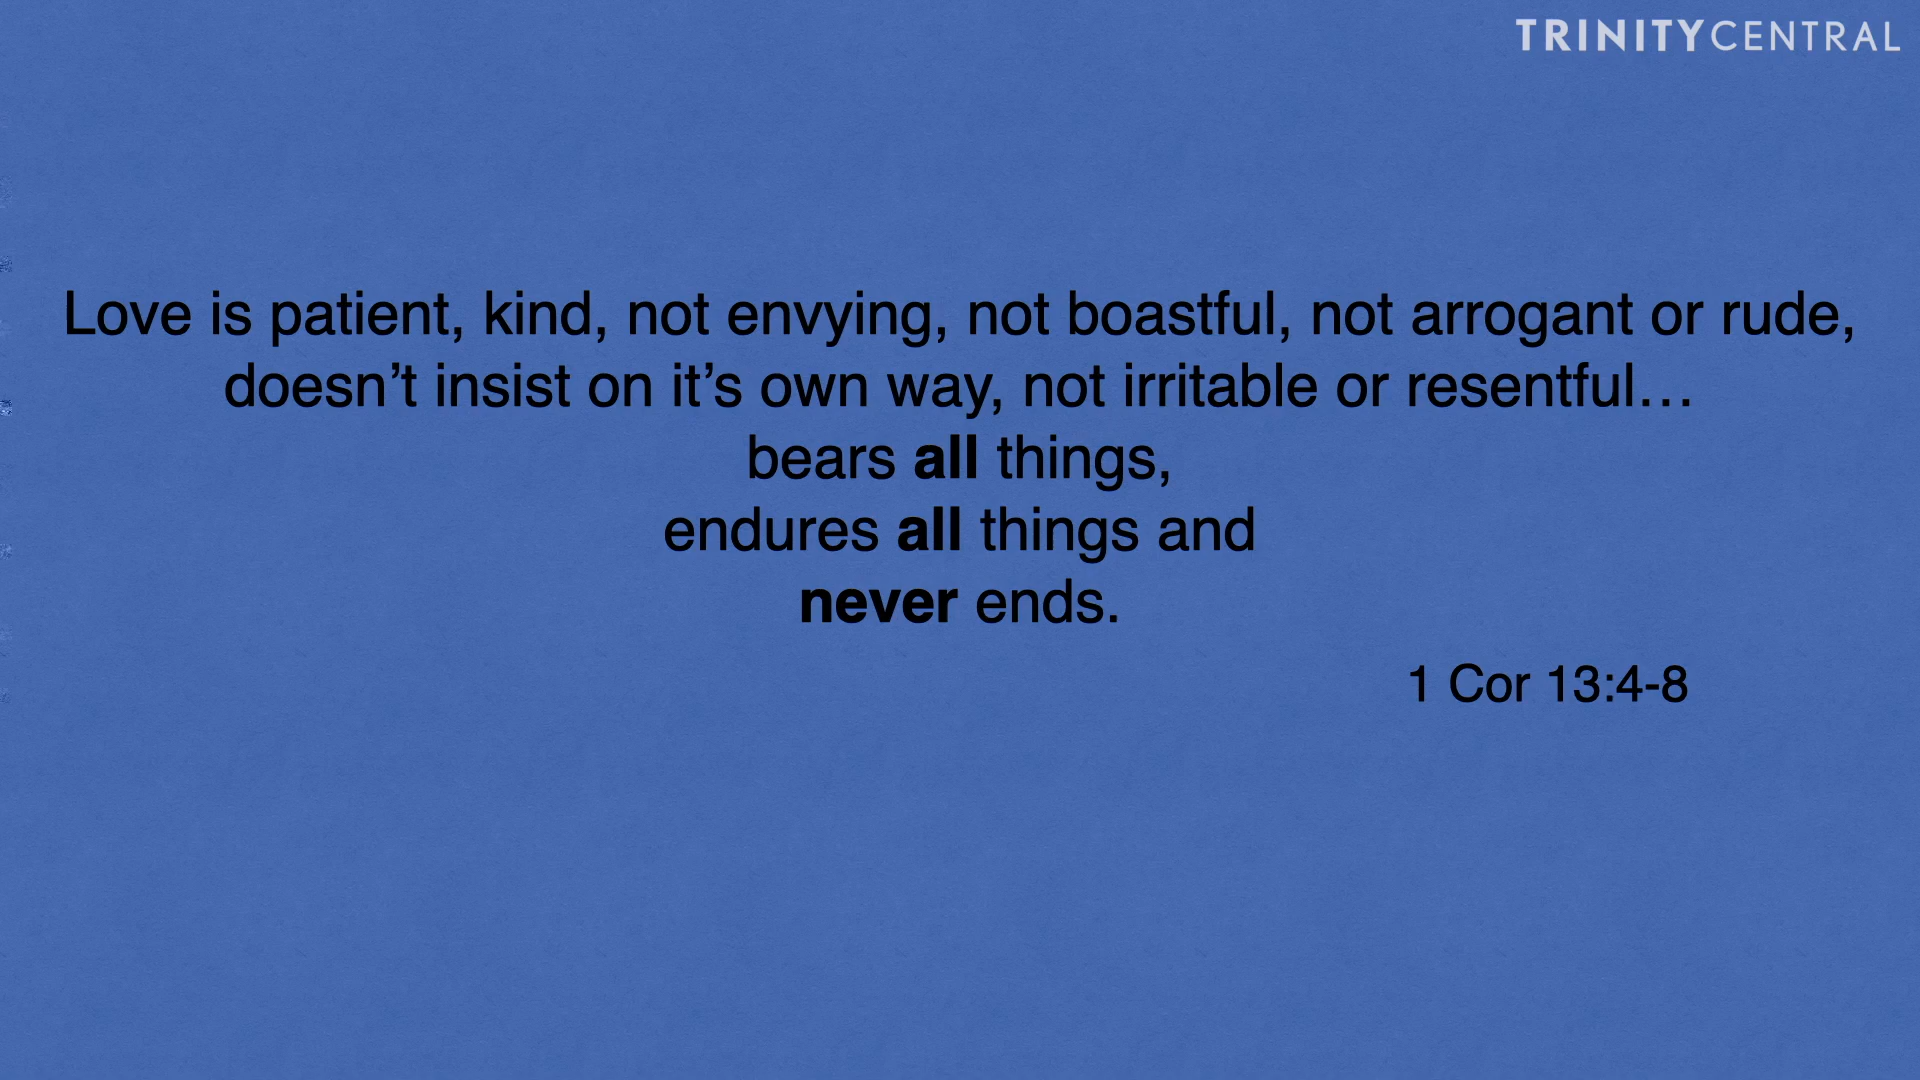 TRINITYCENTRAL
Love is patient, kind, not envying, not boastful, not arrogant or rude,
doesn’t insist on it’s own way, not irritable or resentful…
bears all things,
endures all things and
never ends.
1 Cor 13:4-8